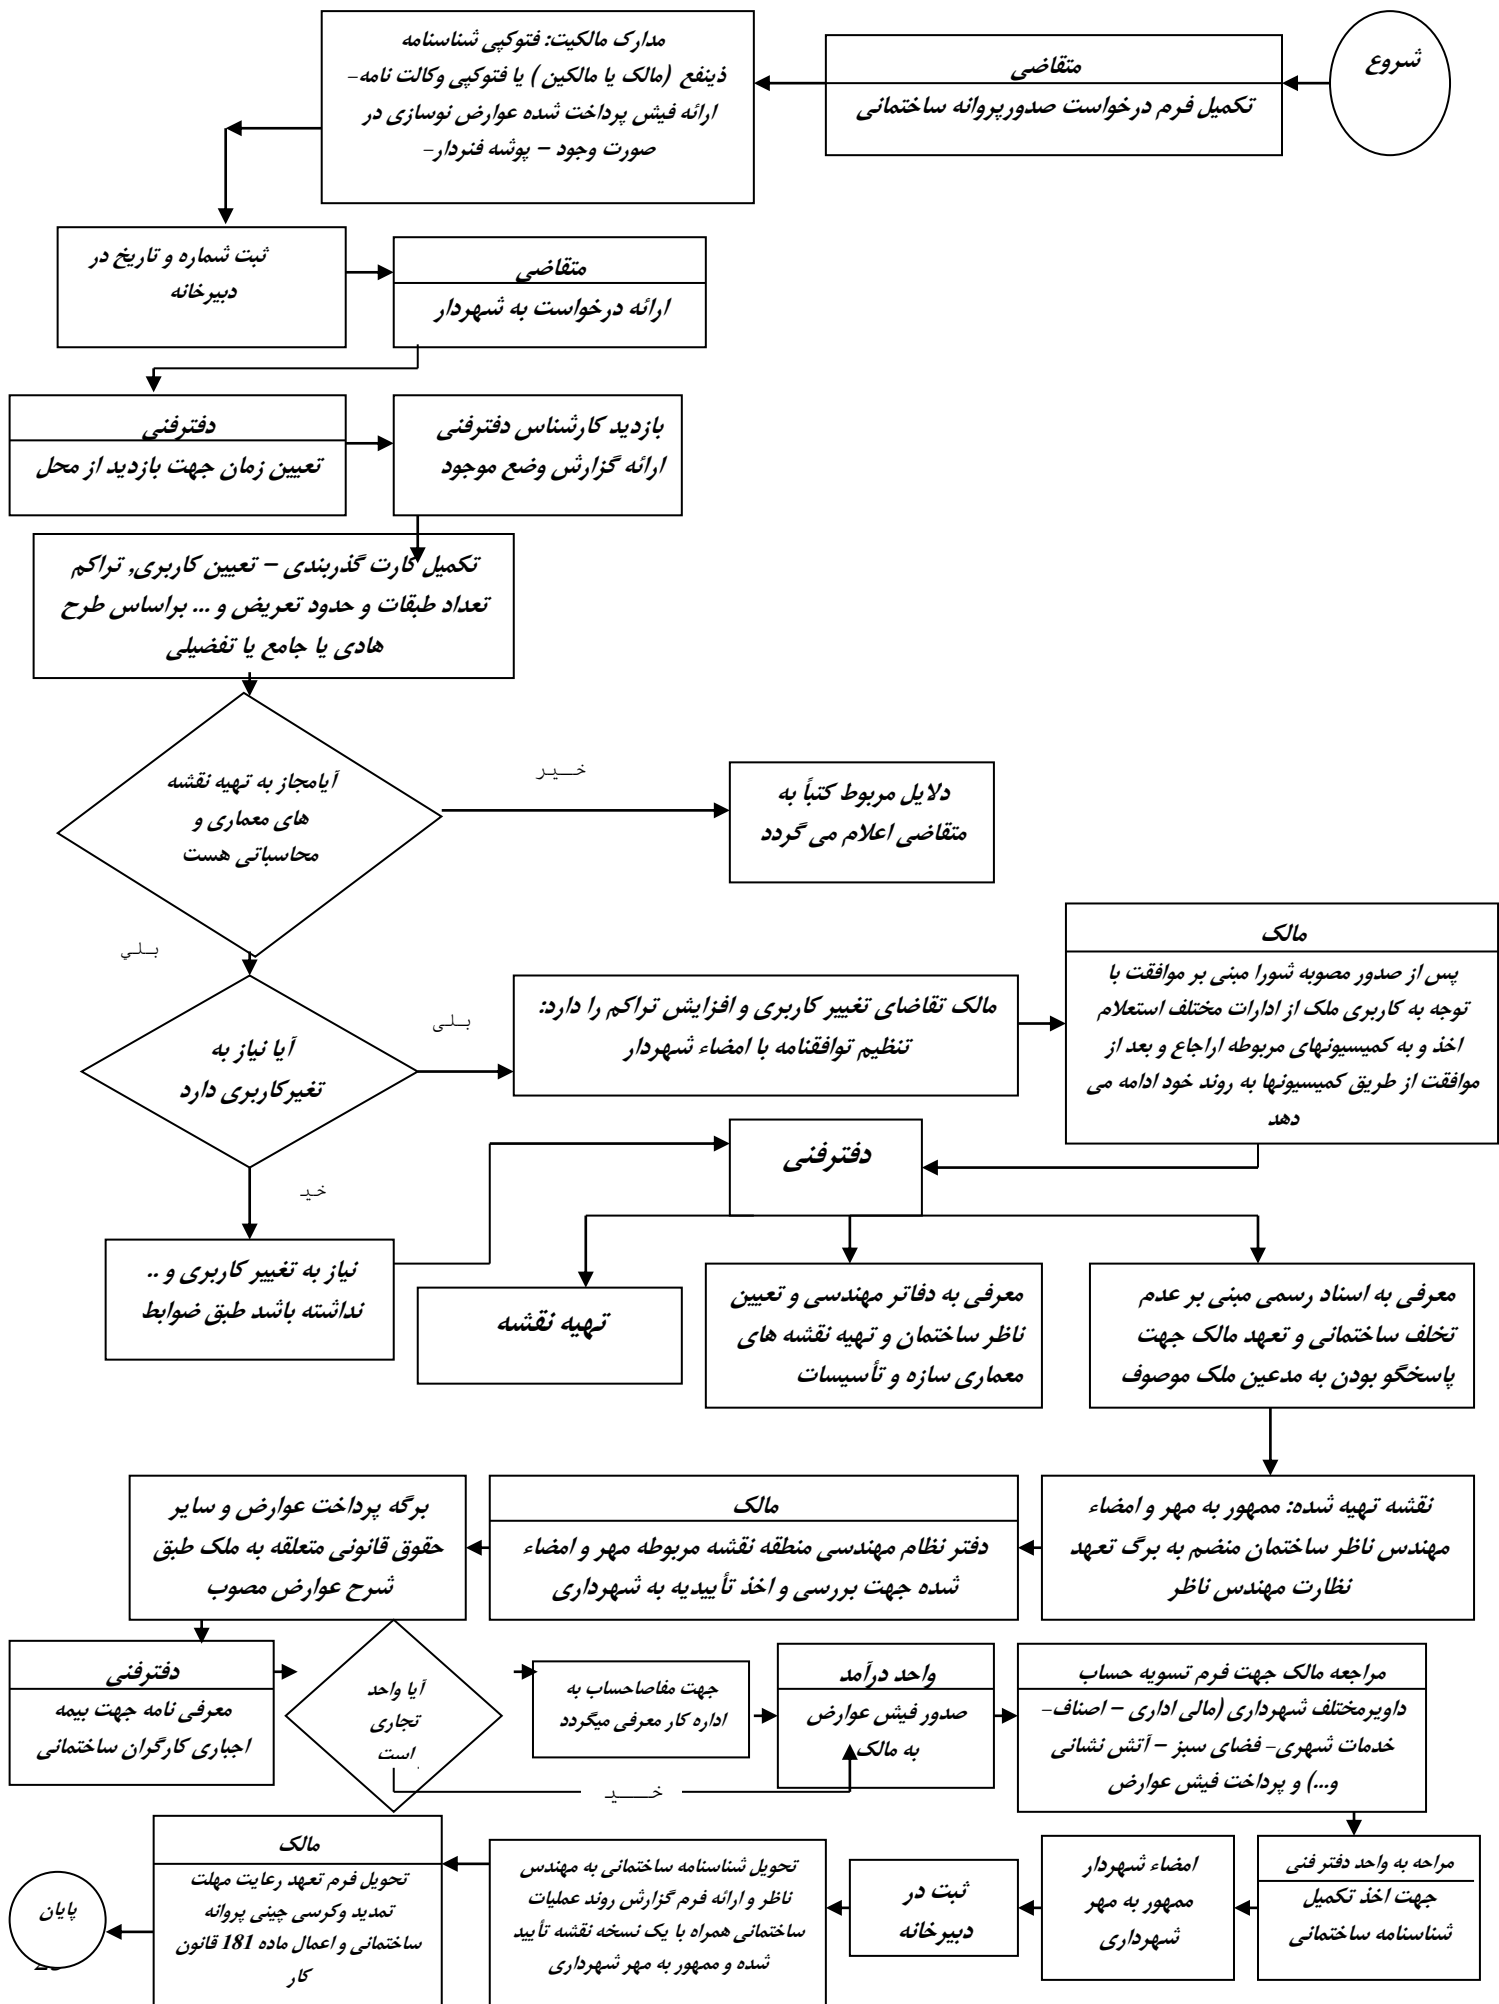 شروع
متقاضی
تکمیل فرم درخواست صدورپروانه ساختمانی
مدارک مالکیت: فتوکپی شناسنامه
ذینفع (مالک یا مالکین ) یا فتوکپی وکالت نامه-
ارائه فیش پرداخت شده عوارض نوسازی در
صورت وجود – پوشه فنردار-
ثبت شماره و تاریخ در
دبیرخانه
متقاضی
ارائه درخواست به شهردار
دفترفنی
تعیین زمان جهت بازدید از محل
بازدید کارشناس دفترفنی
ارائه گزارش وضع موجود
تکمیل کارت گذربندی – تعیین کاربری, تراکم
تعداد طبقات و حدود تعریض و ... براساس طرح
هادی یا جامع یا تفضیلی
آیامجاز به تهیه نقشه
های معماری و
محاسباتی هست
خـیر
دلایل مربوط کتباً به
متقاضی اعلام می گردد
بـلي
آیا نیاز به
تغیرکاربری دارد
بـلی
مالک تقاضای تغییر کاربری و افزایش تراکم را دارد:
تنظیم توافقنامه با امضاء شهردار
مالک
پس از صدور مصوبه شورا مبنی بر موافقت با
توجه به کاربری ملک از ادارات مختلف استعلام
اخذ و به کمیسیونهای مربوطه اراجاع و بعد از
موافقت از طریق کمیسیونها به روند خود ادامه می
دهد
خیـ
نیاز به تغییر کاربری و ..
نداشته باشد طبق ضوابط
دفترفنی
تهیه نقشه
معرفی به دفاتر مهندسی و تعیین
ناظر ساختمان و تهیه نقشه های
معماری سازه و تأسیسات
معرفی به اسناد رسمی مبنی بر عدم
تخلف ساختمانی و تعهد مالک جهت
پاسخگو بودن به مدعین ملک موصوف
نقشه تهیه شده: ممهور به مهر و امضاء
مهندس ناظر ساختمان منضم به برگ تعهد
نظارت مهندس ناظر
مالک
دفتر نظام مهندسی منطقه نقشه مربوطه مهر و امضاء
شده جهت بررسی و اخذ تأییدیه به شهرداری
برگه پرداخت عوارض و سایر
حقوق قانونی متعلقه به ملک طبق
شرح عوارض مصوب
دفترفنی
معرفی نامه جهت بیمه
اجباری کارگران ساختمانی
آیا واحد
تجاری
است
جهت مفاصاحساب به
اداره کار معرفی میگردد
خـــیـ
واحد درآمد
صدور فیش عوارض
به مالک
مراجعه مالک جهت فرم تسویه حساب
داویرمختلف شهرداری (مالی اداری – اصناف-
خدمات شهری- فضای سبز – آتش نشانی
و...) و پرداخت فیش عوارض
مراحه به واحد دفتر فنی
جهت اخذ تکمیل
شناسنامه ساختمانی
امضاء شهردار
ممهور به مهر
شهرداری
ثبت در
دبیرخانه
تحویل شناسنامه ساختمانی به مهندس
ناظر و ارائه فرم گزارش روند عملیات
ساختمانی همراه با یک نسخه نقشه تأیید
شده و ممهور به مهر شهرداری
مالک
تحویل فرم تعهد رعایت مهلت
تمدید وکرسی چینی پروانه
ساختمانی و اعمال ماده 181 قانون
کار
پایان